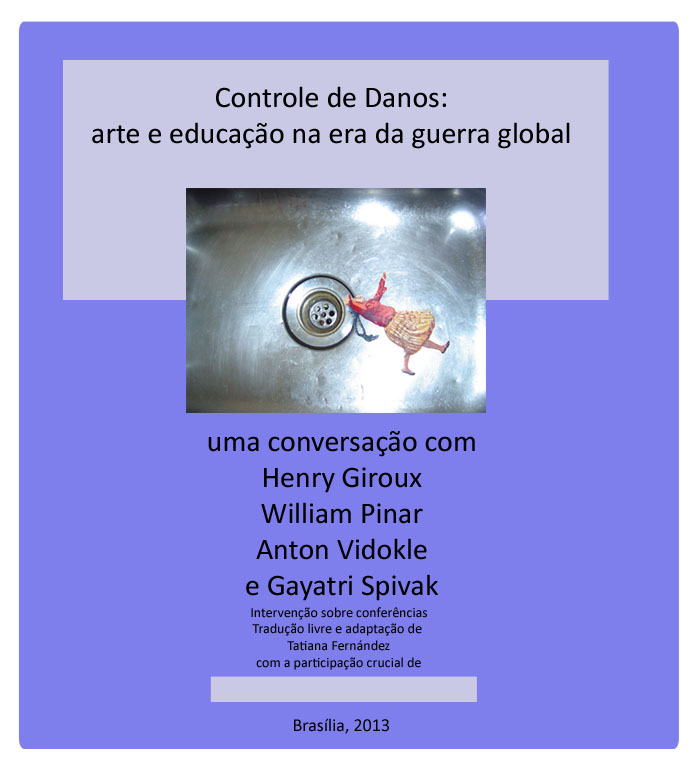 Controle de Danos:
arte e educação na era da guerra global
uma conversação com
Henry Giroux
William Pinar
Anton Vidokle
e Gayatri Spivak
Intervenção sobre conferências
Tradução livre e adaptação de
Tatiana Fernández
com a participação crucial de
Brasília, 2013